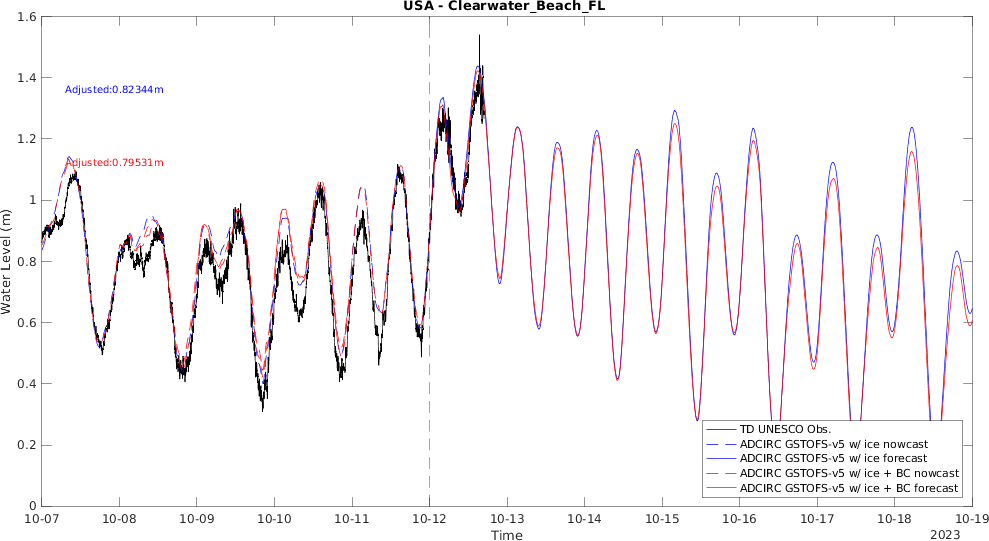 USA - Clearwater_Beach_FL
1.6
1.4
1.2
1
0.8
0.6
0.4
0.2
0
Water Level (m)
Adjusted:0.82344m
Adjusted:0.79531m
TD UNESCO Obs.
ADCIRC GSTOFS-v5 w/ ice nowcast
ADCIRC GSTOFS-v5 w/ ice forecast
ADCIRC GSTOFS-v5 w/ ice + BC nowcast
ADCIRC GSTOFS-v5 w/ ice + BC forecast
10-07 10-08 10-09 10-10 10-11 10-12 10-13 10-14 10-15 10-16 10-17 10-18 10-19
Time
2023